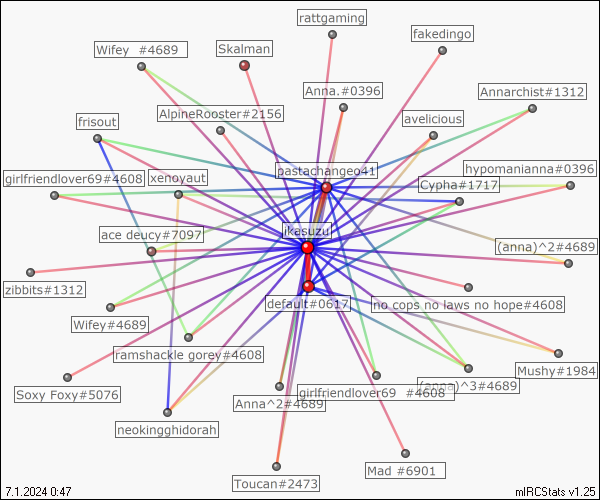 rattgaming
fakedingo
Wifey  #4689
Skalman
Anna.#0396
Annarchist#1312
AlpineRooster#2156
frisout
avelicious
pastachangeo41
hypomanianna#0396
girlfriendlover69#4608
xenoyaut
Cypha#1717
ikasuzu
ace deucy#7097
(anna)^2#4689
zibbits#1312
default#0617
no cops no laws no hope#4608
Wifey#4689
ramshackle gorey#4608
Mushy#1984
Soxy Foxy#5076
girlfriendlover69  #4608
(anna)^3#4689
Anna^2#4689
neokingghidorah
Mad #6901
Toucan#2473
7.1.2024 0:47
mIRCStats v1.25